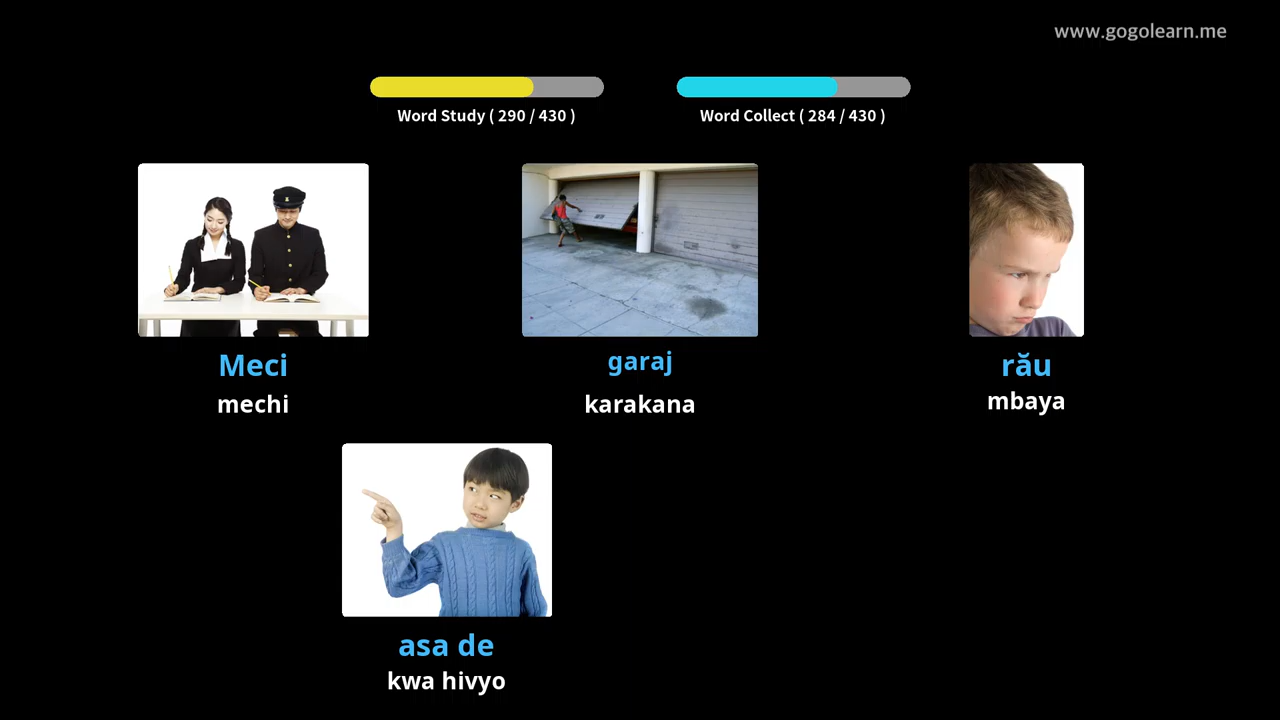 www.gogolearn.me
Word Study ( 290 / 430 )
Word Collect ( 284 / 430 )
Meci
mechi
garaj
karakana
rău
mbaya
asa de
kwa hivyo